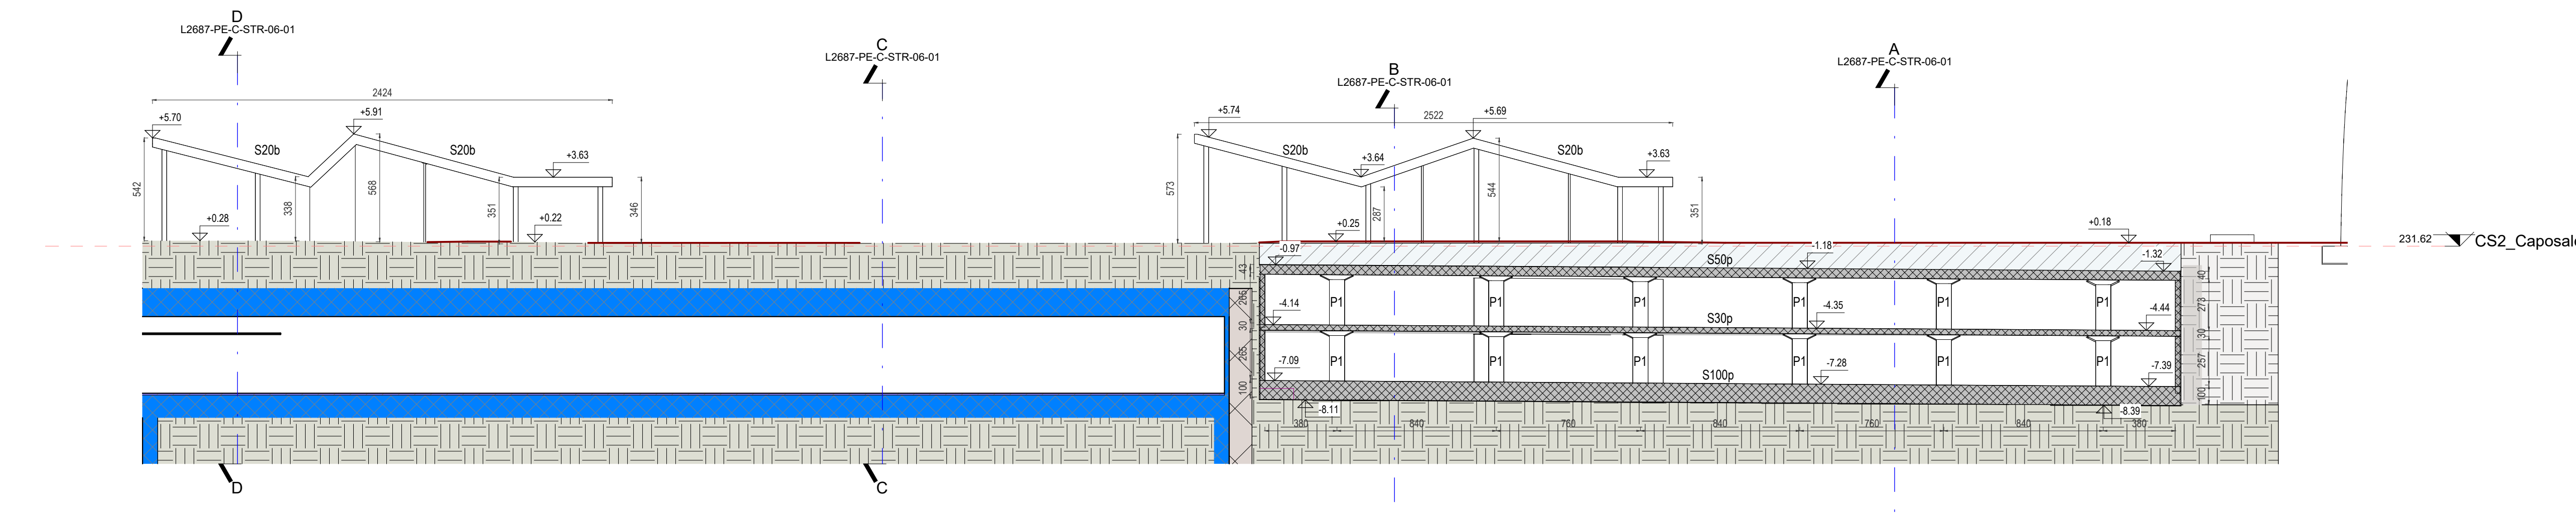 D
L2687-PE-C-STR-06-01
C
L2687-PE-C-STR-06-01
B
L2687-PE-C-STR-06-01
A
L2687-PE-C-STR-06-01
2424
+5.70
+5.91
S20b
S20b
+3.63
542
338
568
351
346
+0.28
+0.22
2522
+5.74
+5.69
S20b
+3.64
S20b
+3.63
573
287
544
351
+0.25
+0.18
231.62
CS2_Caposal
-0.97
-1.18
S50p
-1.32
43
265
30
265
100
P1
P1
P1
P1
P1
P1
-4.14
-4.35
-4.44
S30p
P1
P1
P1
P1
P1
P1
-7.09
-7.28
-7.39
S100p
40
273
30
257
100
-8.11
-8.39
380
840
760
840
760
840
380
D
C